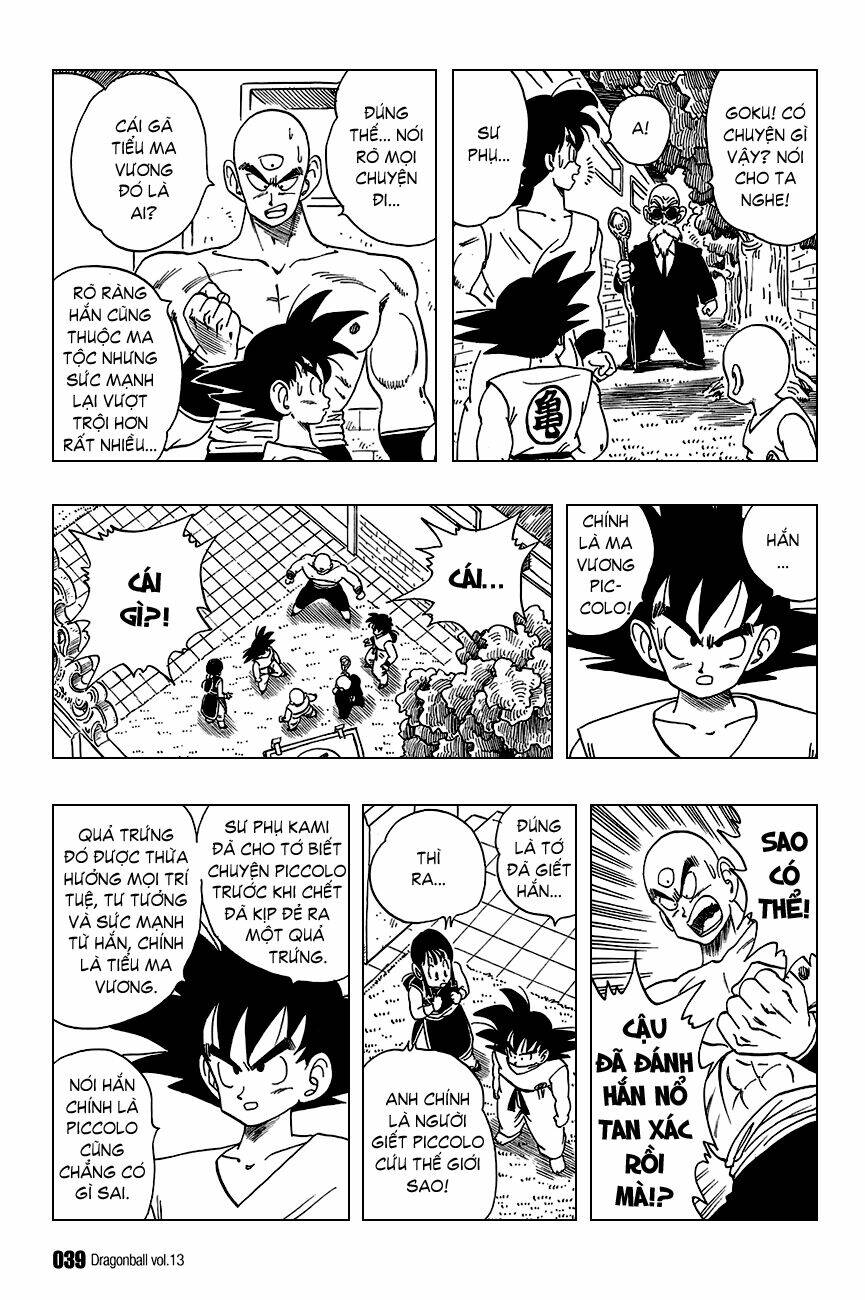 GOKU! CÓ
CHUYỆN GÌ
VẬY? NÓI
CHO TA
NGHE!
A!
SƯ
PHỤ...
亀
ĐÚNG
THẾ... NÓI
RÕ MỌI
CHUYỆN
ĐI...
CÁI GÃ
TIỂU MA
VƯƠNG
ĐÓ LÀ
AI?
RÕ RÀNG
HẮN CŨNG
THUỘC MA
TỘC NHƯNG
SỨC MẠNH
LẠI VƯỢT
TRỘI HƠN
RẤT NHIỀU...
HẮN
...
CHÍNH
LÀ MA
VƯƠNG
PIC-
COLO!
CÁI...
CÁI
GÌ?!
SAO
CÓ
THỂ!
CẬU
ĐÃ ĐÁNH
HẮN NỔ
TAN XÁC
RỒI
MÀ!?
ĐÚNG
LÀ TỚ
ĐÃ GIẾT
HẮN...
THÌ
RA...
ANH CHÍNH
LÀ NGƯỜI
GIẾT PICCOLO
CỨU THẾ GIỚI
SAO!
SƯ PHỤ KAMI
ĐÃ CHO TỚ BIẾT
CHUYỆN PICCOLO
TRƯỚC KHI CHẾT
ĐÃ KỊP ĐẺ RA
MỘT QUẢ
TRỨNG.
QUẢ TRỨNG
ĐÓ ĐƯỢC THỪA
HƯỞNG MỌI TRÍ
TUỆ, TƯ TƯỞNG
VÀ SỨC MẠNH
TỪ HẮN, CHÍNH
LÀ TIỂU MA
VƯƠNG.
NÓI HẮN
CHÍNH LÀ
PICCOLO
CŨNG
CHẲNG CÓ
GÌ SAI.
039 Dragonball vol.13